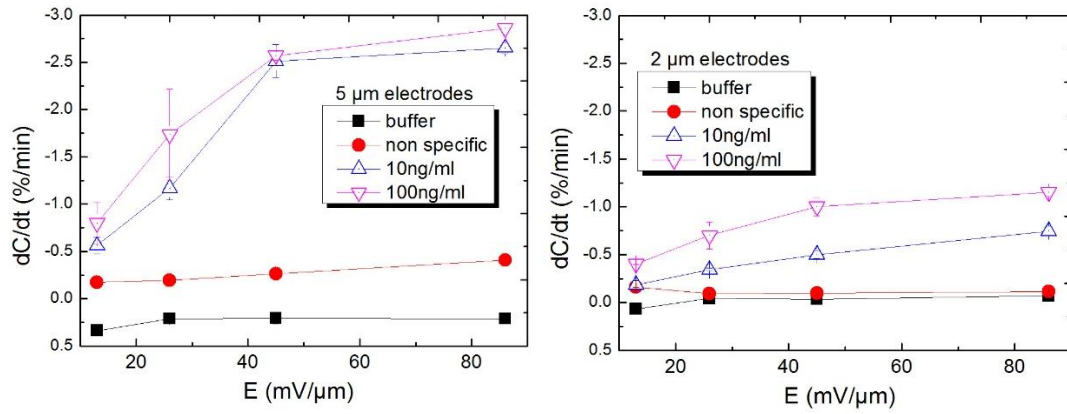 -3.0
-2.5
-2.0
-1.5
-1.0
-0.5
0.0
0.5
dC/dt (%/min)
5 µm electrodes
buffer
non specific
10ng/ml
100ng/ml
20
40
60
80
E (mV/µm)
-3.0
-2.5
-2.0
-1.5
-1.0
-0.5
0.0
0.5
dC/dt (%/min)
2 µm electrodes
buffer
non specific
10ng/ml
100ng/ml
20
40
60
80
E (mV/µm)